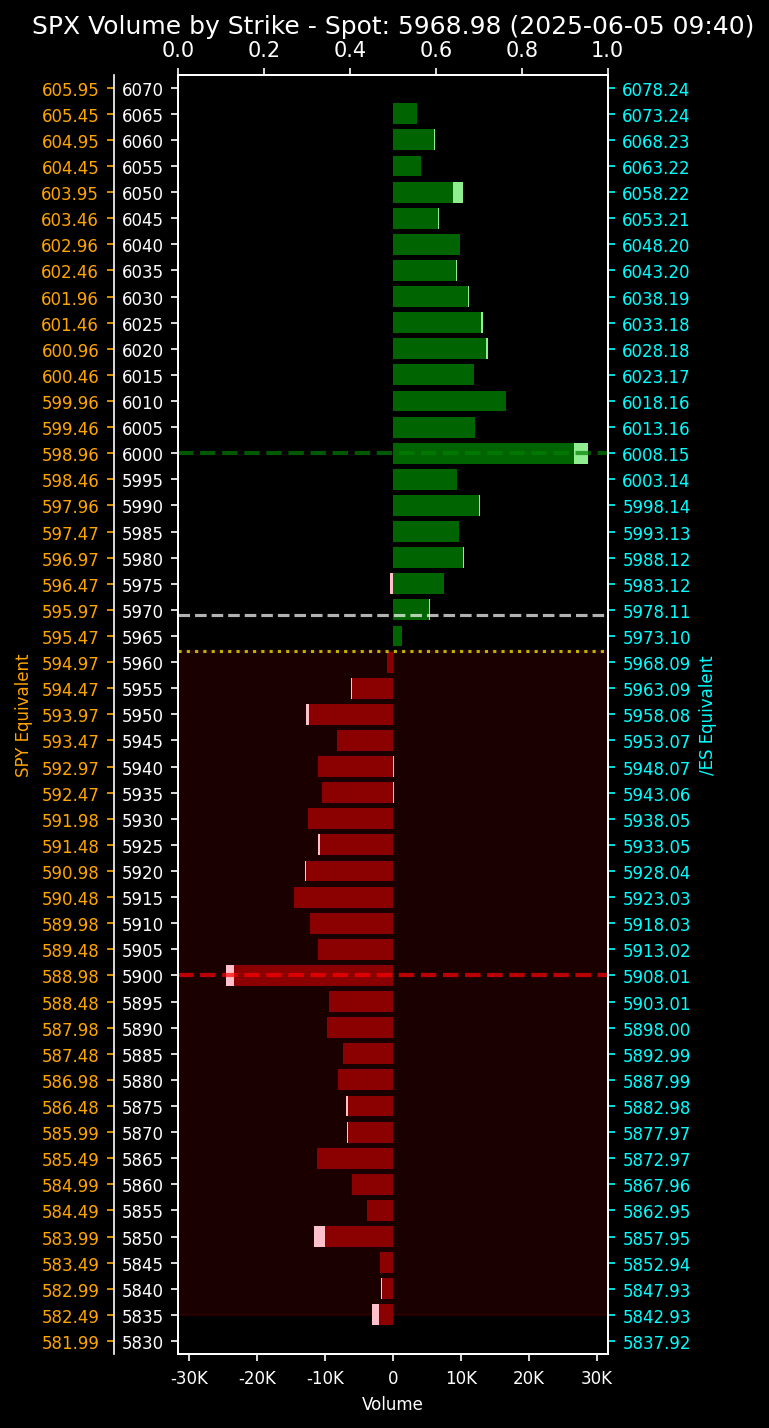 SPX Volume by Strike - Spot: 5968.98 (2025-06-05 09:40)
0.0 0.2 0.4 0.6 0.8 1.0
605.95 6070 6078.24
605.45 6065 6073.24
604.95 6060 6068.23
604.45 6055 6063.22
603.95 6050 6058.22
603.46 6045 6053.21
602.96 6040 6048.20
602.46 6035 6043.20
601.96 6030 6038.19
601.46 6025 6033.18
600.96 6020 6028.18
600.46 6015 6023.17
599.96 6010 6018.16
599.46 6005 6013.16
598.96 6000 6008.15
598.46 5995 6003.14
597.96 5990 5998.14
597.47 5985 5993.13
596.97 5980 5988.12
596.47 5975 5983.12
595.97 5970 5978.11
595.47 5965 5973.10
594.97 5960 5968.09
594.47 5955 5963.09
593.97 5950 5958.08
593.47 5945 5953.07
592.97 5940 5948.07
592.47 5935 5943.06
591.98 5930 5938.05
591.48 5925 5933.05
590.98 5920 5928.04
590.48 5915 5923.03
589.98 5910 5918.03
589.48 5905 5913.02
588.98 5900 5908.01
588.48 5895 5903.01
587.98 5890 5898.00
587.48 5885 5892.99
586.98 5880 5887.99
586.48 5875 5882.98
585.99 5870 5877.97
585.49 5865 5872.97
584.99 5860 5867.96
584.49 5855 5862.95
583.99 5850 5857.95
583.49 5845 5852.94
582.99 5840 5847.93
582.49 5835 5842.93
581.99 5830 5837.92
SPY Equivalent
/ES Equivalent
-30K -20K -10K 0 10K 20K 30K
Volume